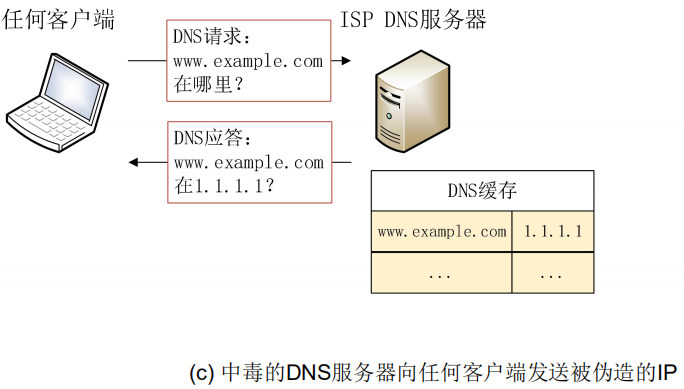 任何客户端
ISP DNS服务器
DNS请求：
www.example.com
在哪里？
DNS应答：
www.example.com
在1.1.1.1？
DNS缓存
www.example.com 1.1.1.1
... ...
(c) 中毒的DNS服务器向任何客户端发送被伪造的IP